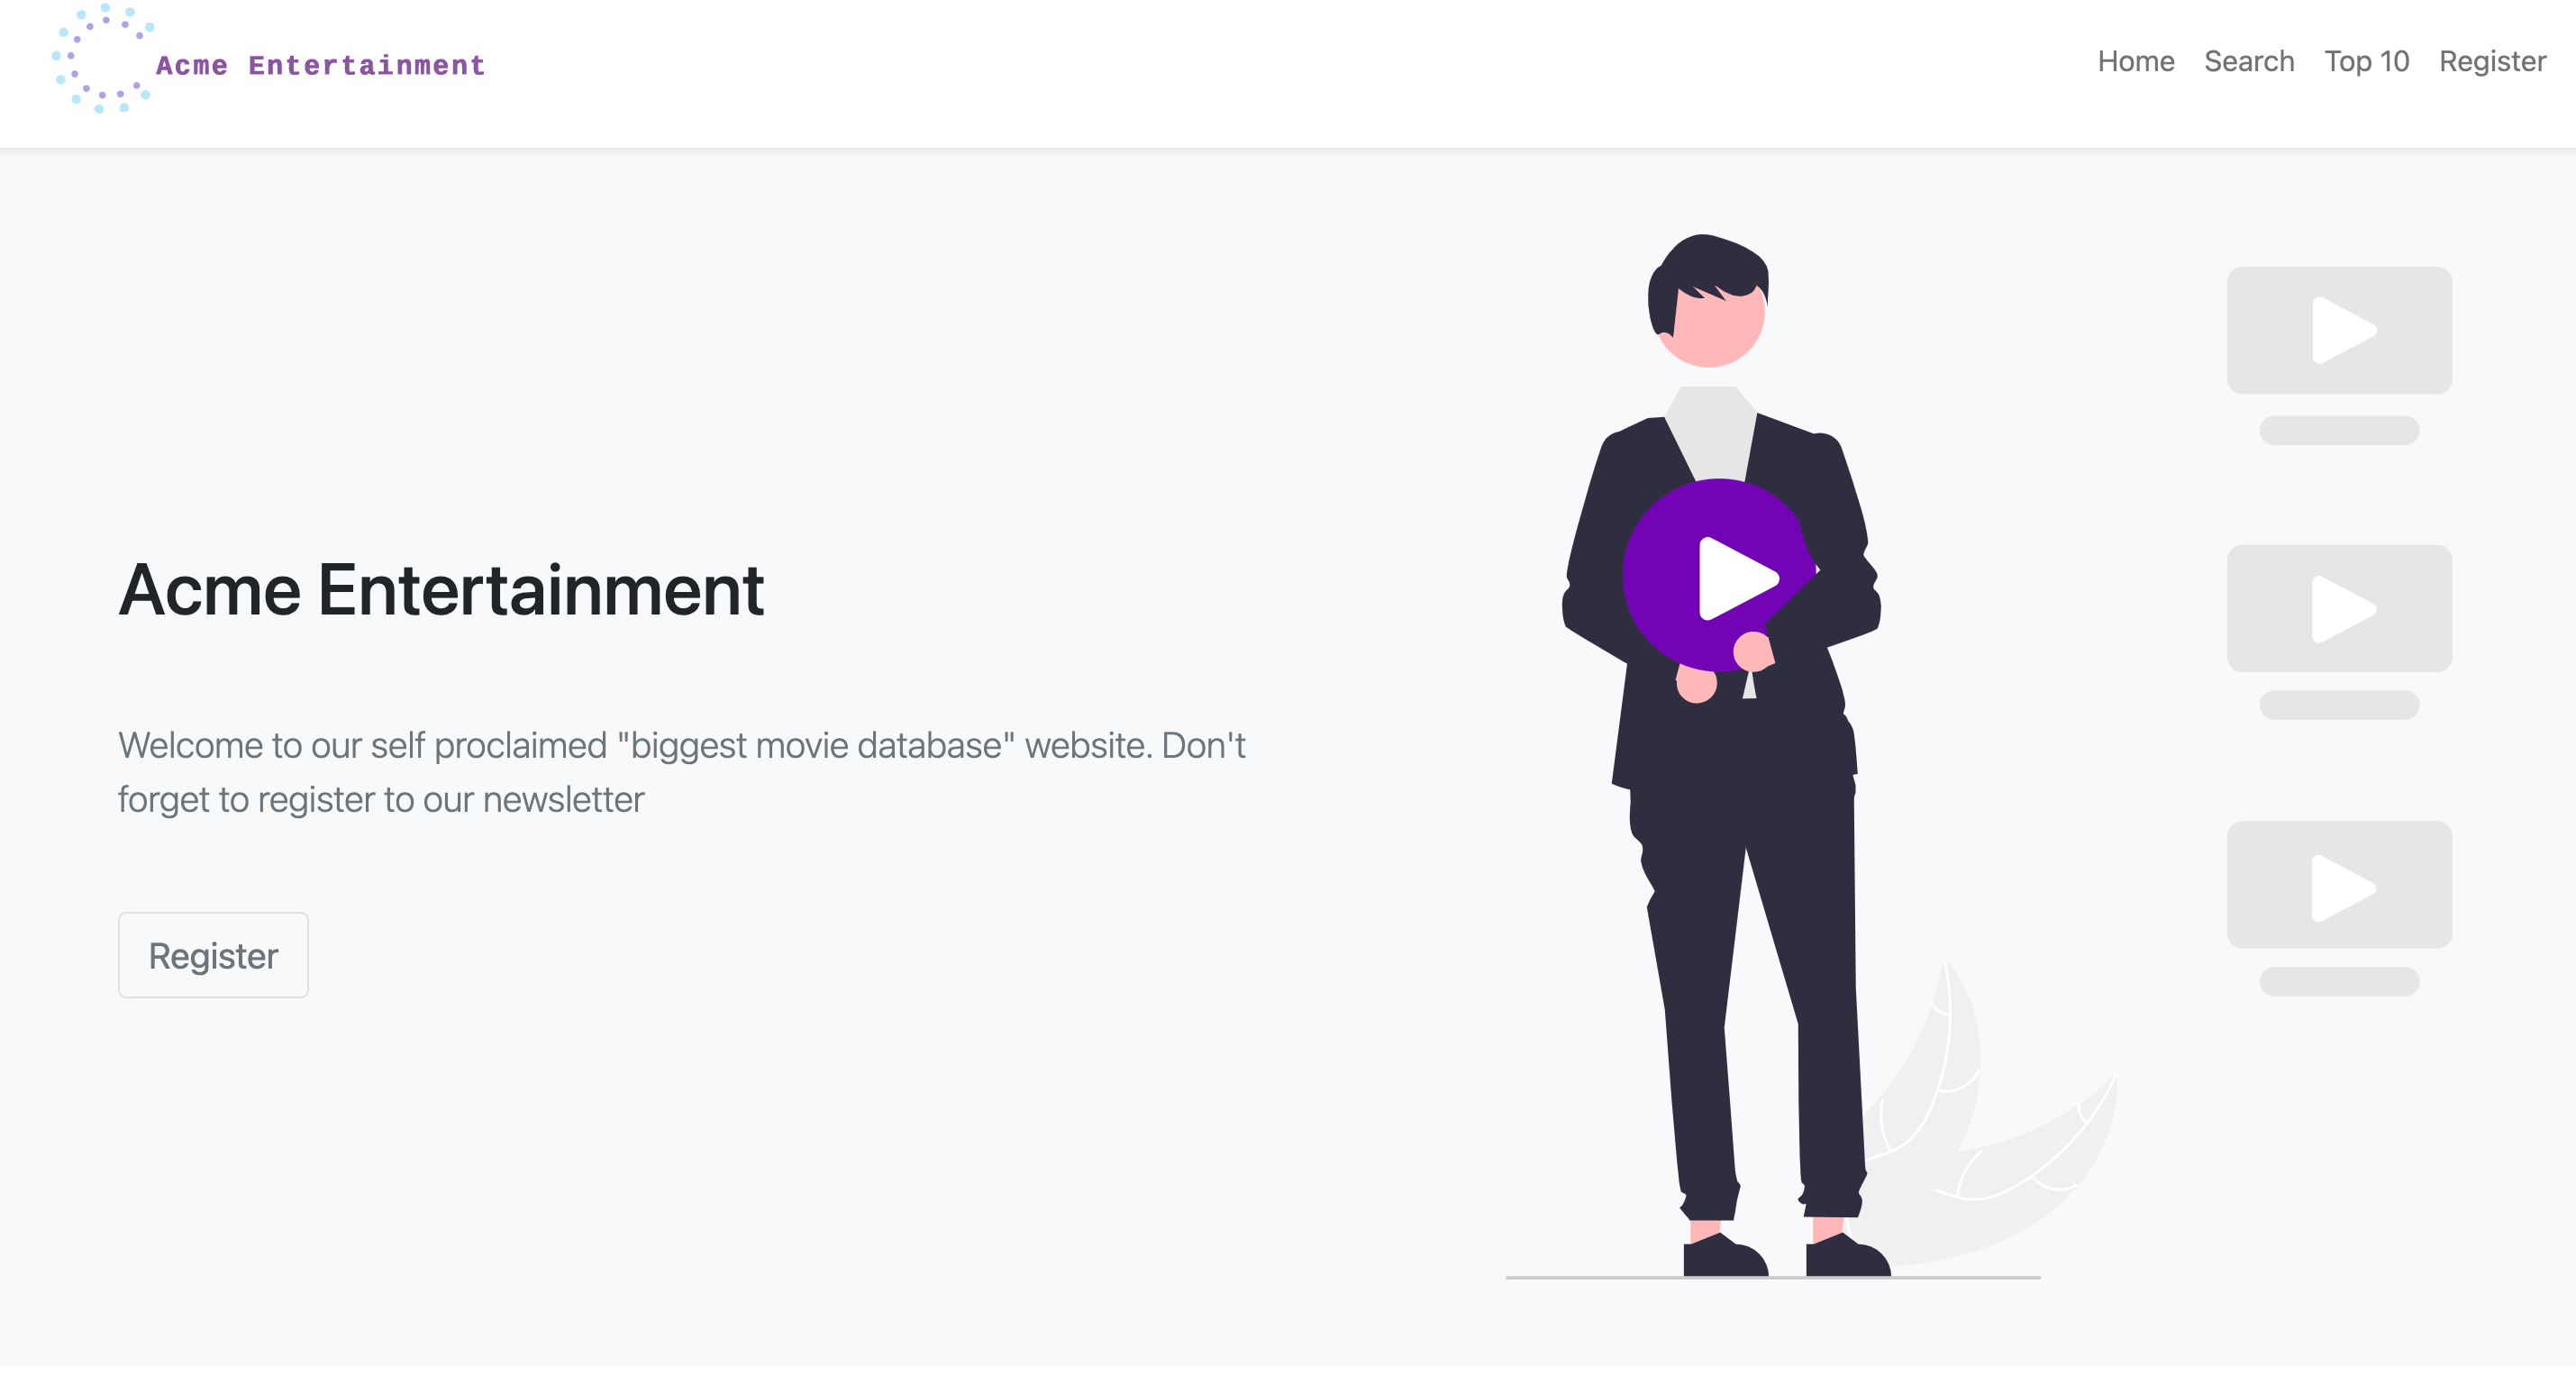 Acme Entertainment
Home Search Top 10 Register
Acme Entertainment
Welcome to our self proclaimed "biggest movie database" website. Don't
forget to register to our newsletter
Register